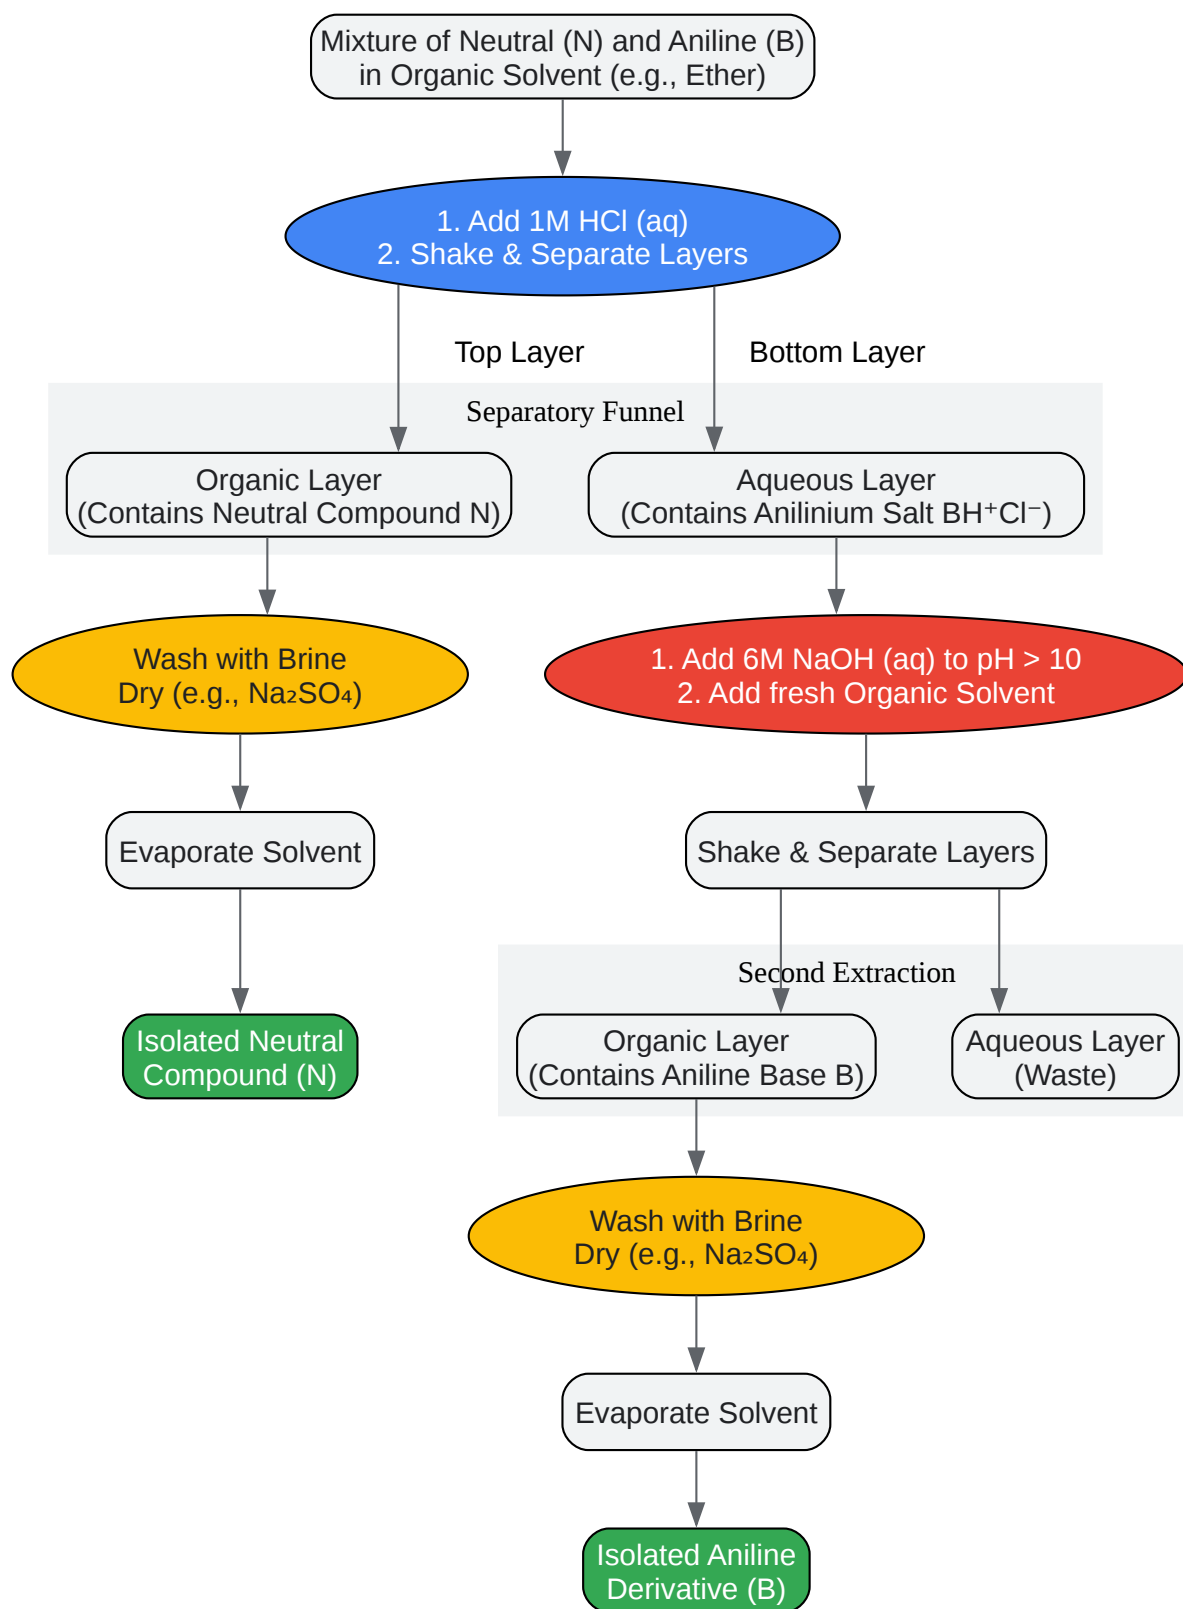 Mixture of Neutral (N) and Aniline (B)
in Organic Solvent (e.g., Ether)
1. Add 1M HCl (aq)
2. Shake & Separate Layers
Top Layer
Bottom Layer
Separatory Funnel
Organic Layer
(Contains Neutral Compound N)
Aqueous Layer
(Contains Anilinium Salt BH⁺Cl⁻)
Wash with Brine
Dry (e.g., Na₂SO₄)
1. Add 6M NaOH (aq) to pH > 10
2. Add fresh Organic Solvent
Evaporate Solvent
Shake & Separate Layers
Second Extraction
Isolated Neutral
Compound (N)
Organic Layer
(Contains Aniline Base B)
Aqueous Layer
(Waste)
Wash with Brine
Dry (e.g., Na₂SO₄)
Evaporate Solvent
Isolated Aniline
Derivative (B)